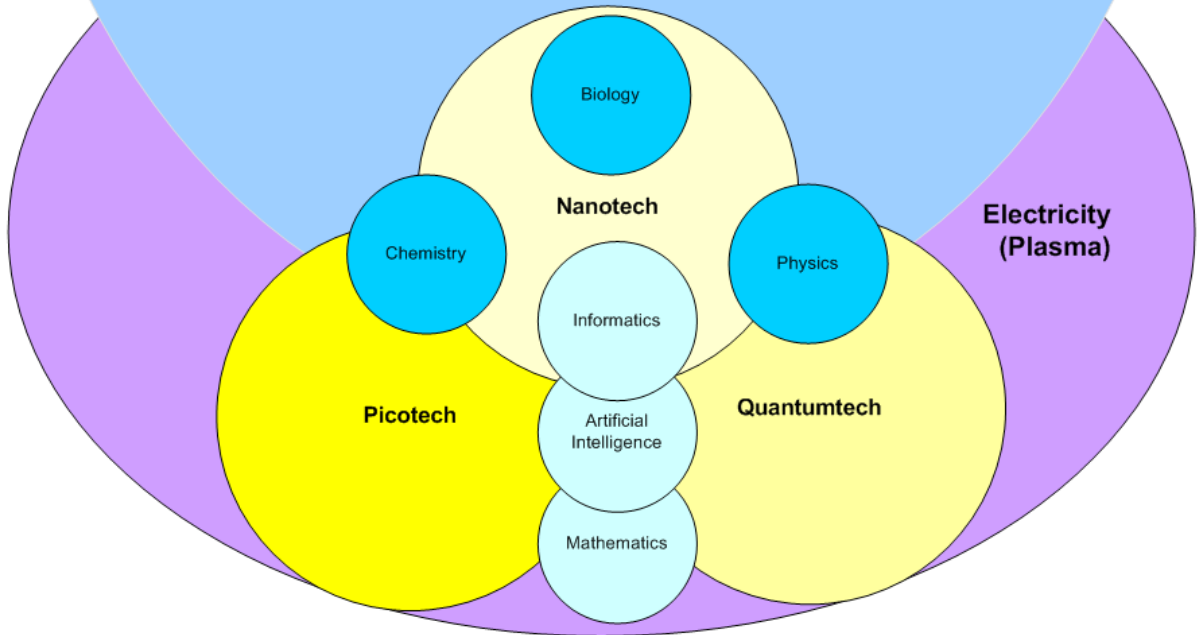 Biology
Nanotech
Electricity
(Plasma)
Chemistry
Physics
Informatics
Picotech
Artificial
Intelligence
Quantumtech
Mathematics